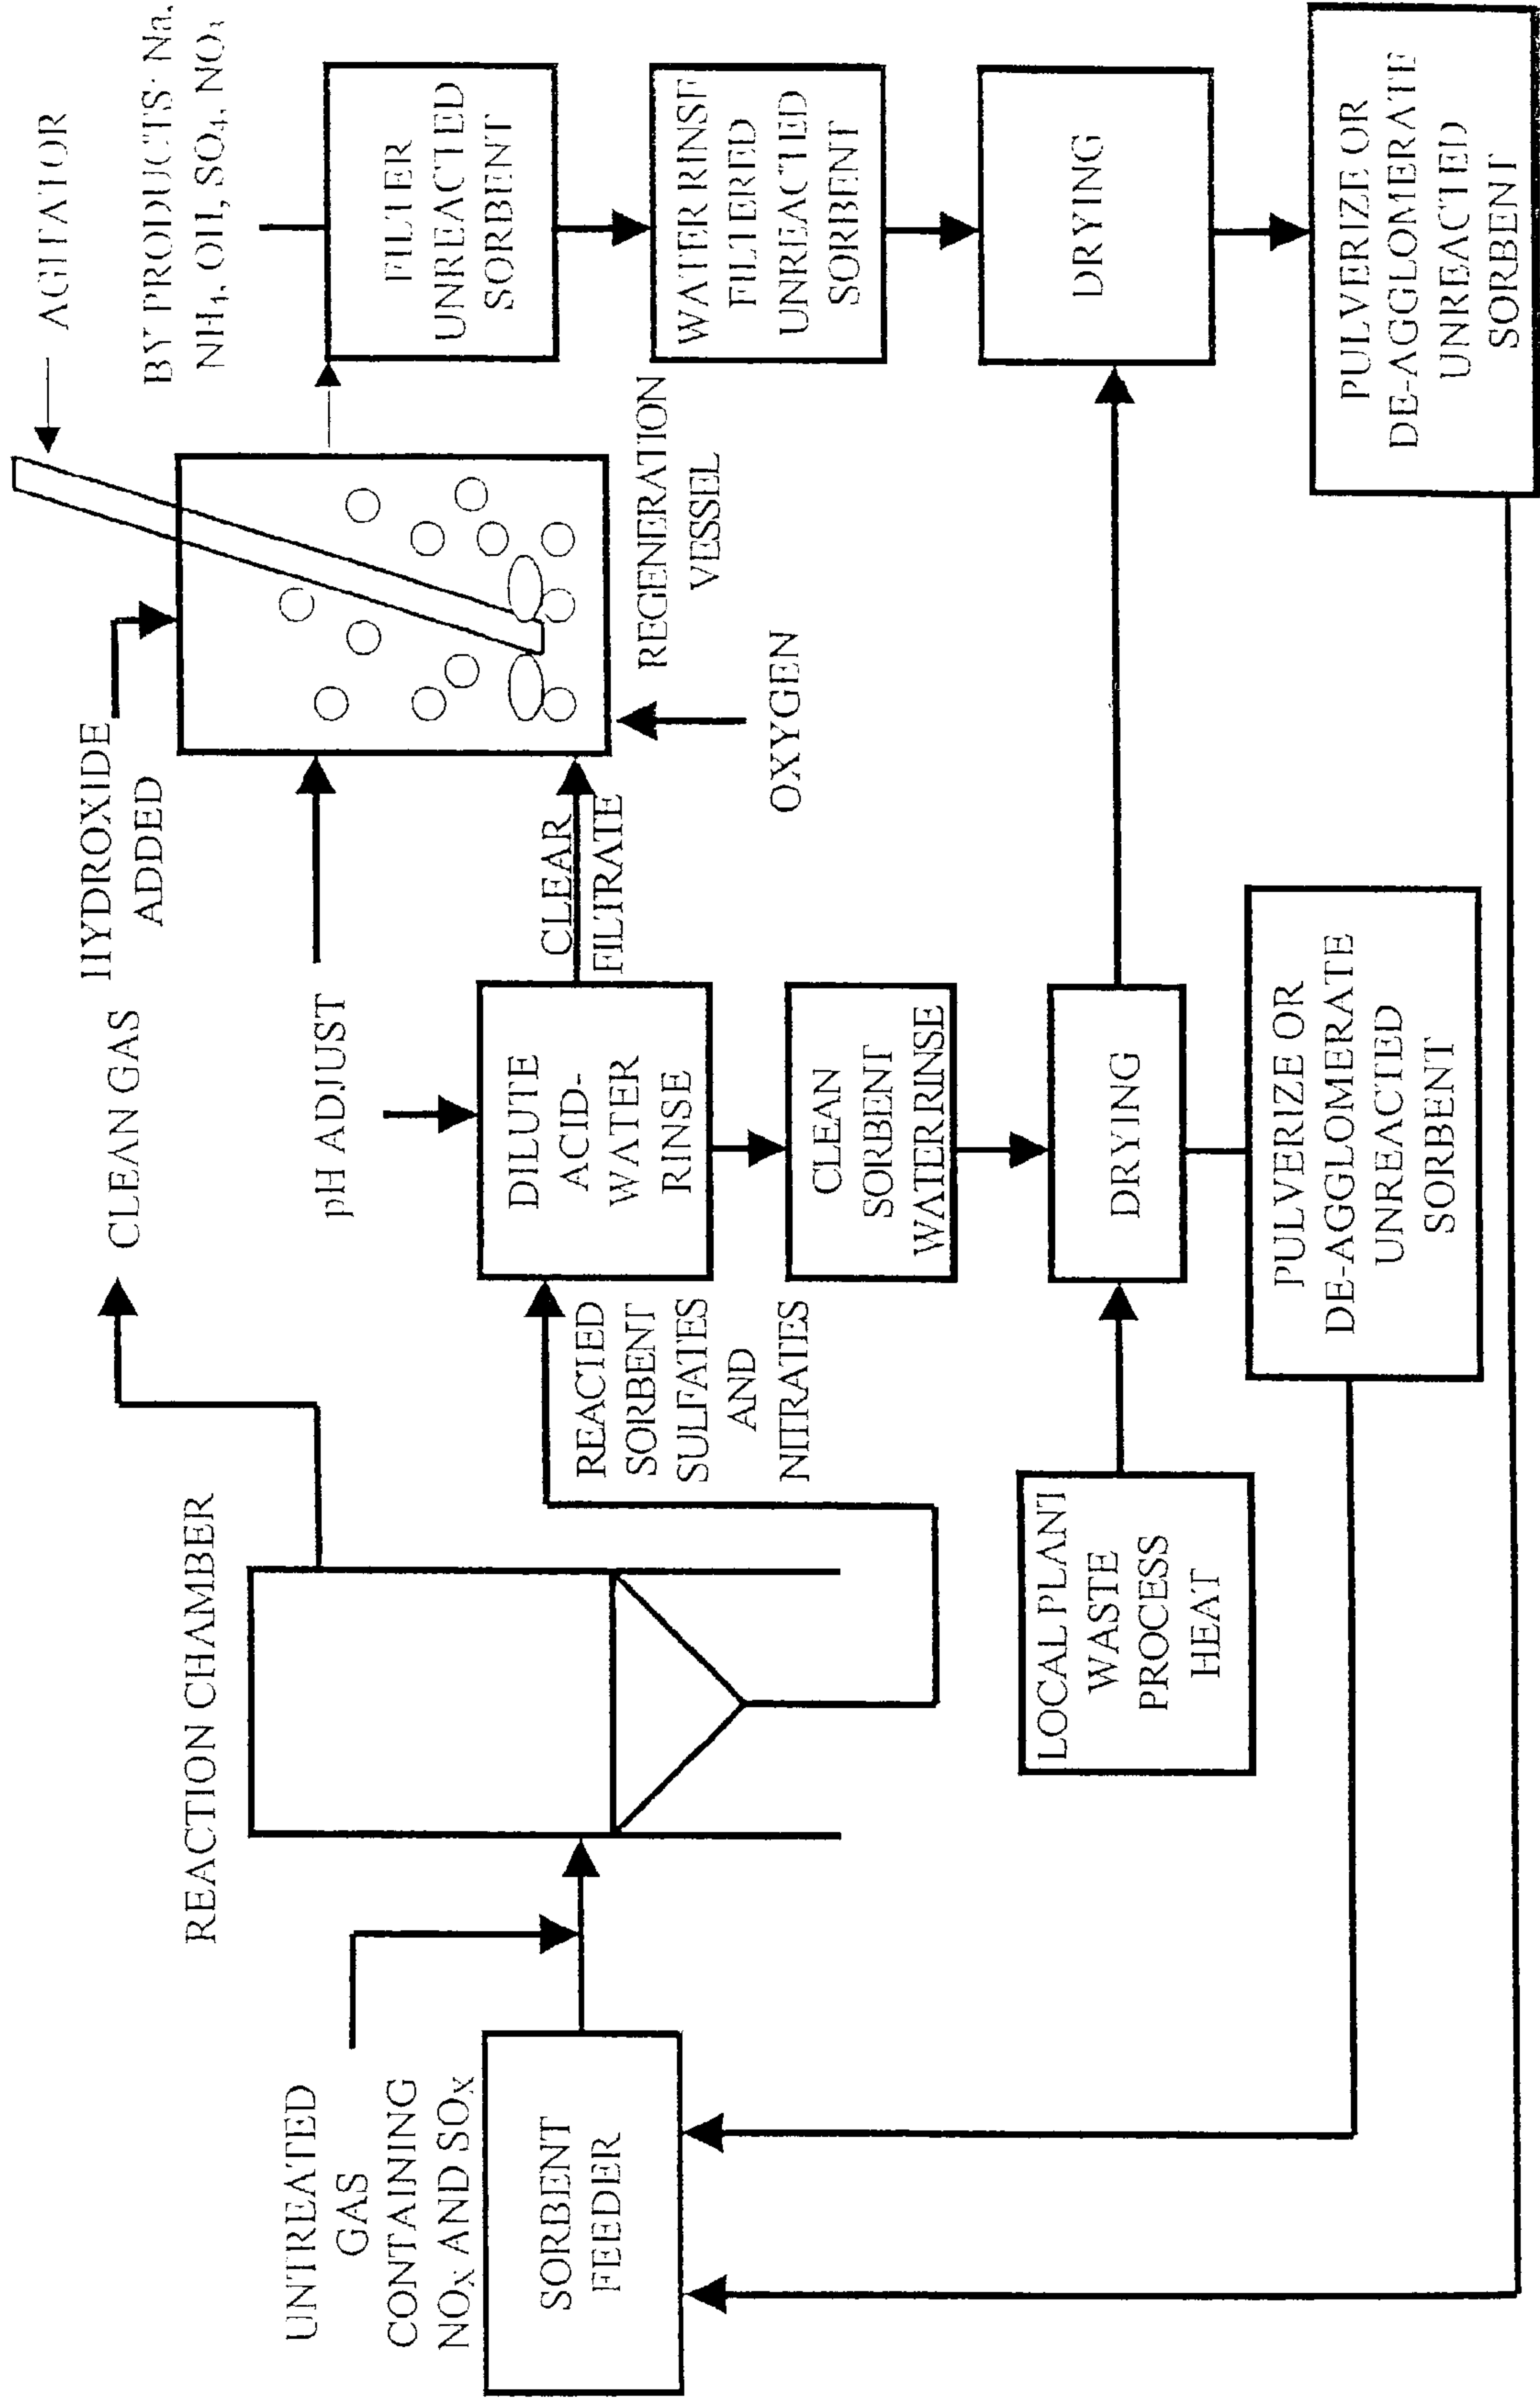 REACTION CHAMBER
CLEAN GAS
HYDROXIDE
ADDED
AGITATOR
BY PRODUCTS: Na,
NH₄, OH, SO₄, NO₃
UNTREATED
GAS
CONTAINING
NOx AND SOx
SORBENT
FEEDER
pH ADJUST
DILUTE
ACID-
WATER
RINSE
REACTED
SORBENT
SULFATES
AND
NITRATES
CLEAR
FILTRATE
REGENERATION
VESSEL
OXYGEN
FILTER
UNREACTED
SORBENT
WATER RINSE
FILTERED
UNREACTED
SORBENT
CLEAN
SORBENT
WATER RINSE
LOCAL PLANT
WASTE
PROCESS
HEAT
DRYING
DRYING
PULVERIZE OR
DE-AGGLOMERATE
UNREACTED
SORBENT
PULVERIZE OR
DE-AGGLOMERATE
UNREACTED
SORBENT